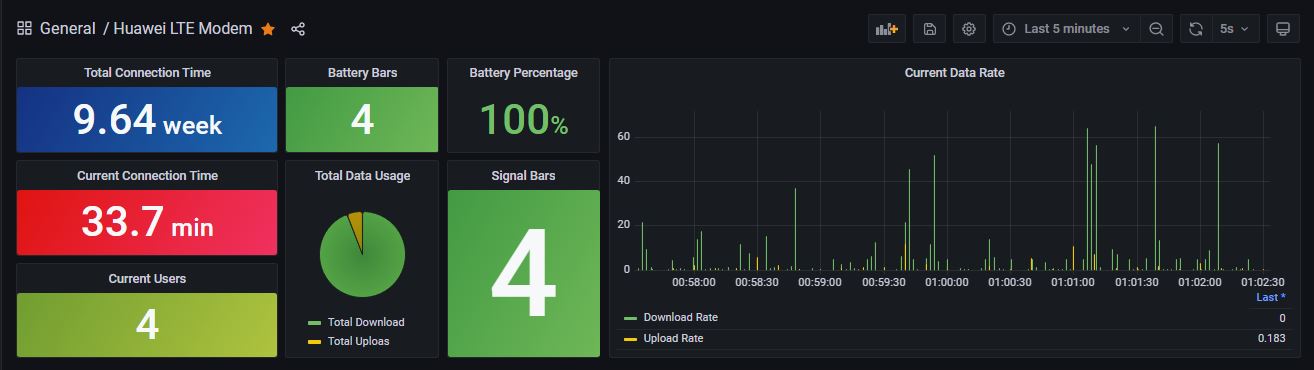 General / Huawei LTE Modem
Last 5 minutes
5s
Total Connection Time
9.64 week
Battery Bars
4
Battery Percentage
100%
Current Connection Time
33.7 min
Total Data Usage
Total Download
Total Uploas
Signal Bars
4
Current Users
4
Current Data Rate
60
40
20
0
00:58:00 00:58:30 00:59:00 00:59:30 01:00:00 01:00:30 01:01:00 01:01:30 01:02:00 01:02:30
Last *
Download Rate 0
Upload Rate 0.183